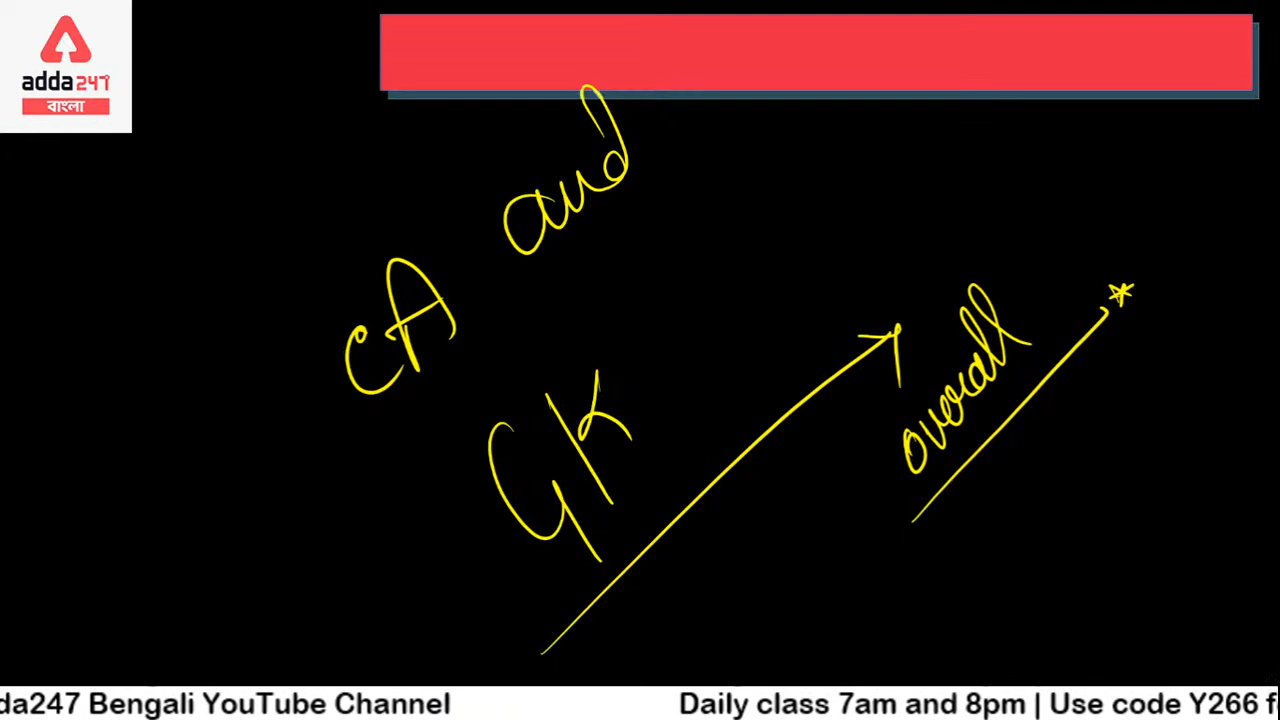 adda247
বাংলা
CA and
GK
overall *
da247 Bengali YouTube Channel
Daily class 7am and 8pm | Use code Y266 f